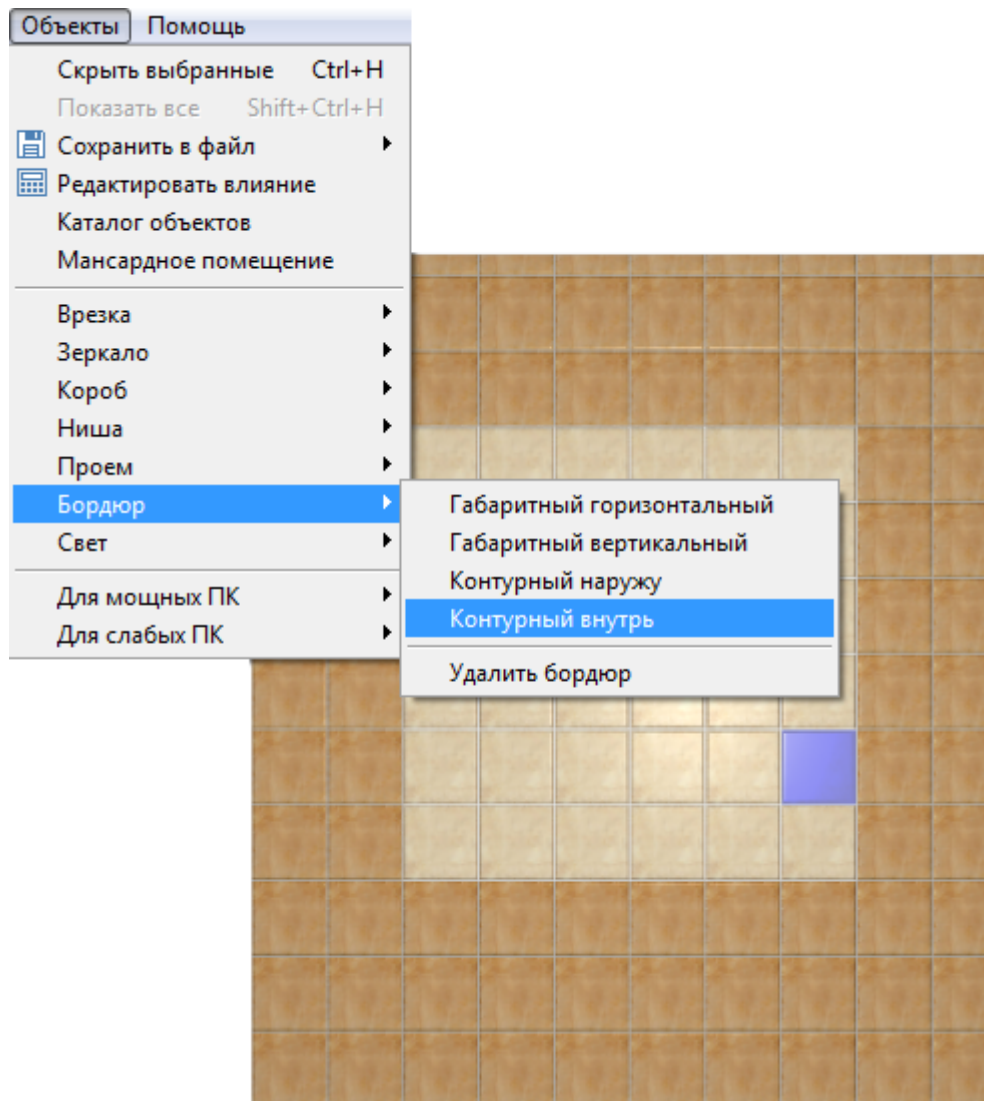 Объекты Помощь
Скрыть выбранные Ctrl+H
Показать все Shift+Ctrl+H
Сохранить в файл
Редактировать влияние
Каталог объектов
Мансардное помещение
Врезка
Зеркало
Короб
Ниша
Проем
Бордюр
Свет
Для мощных ПК
Для слабых ПК
Габаритный горизонтальный
Габаритный вертикальный
Контурный наружу
Контурный внутрь
Удалить бордюр